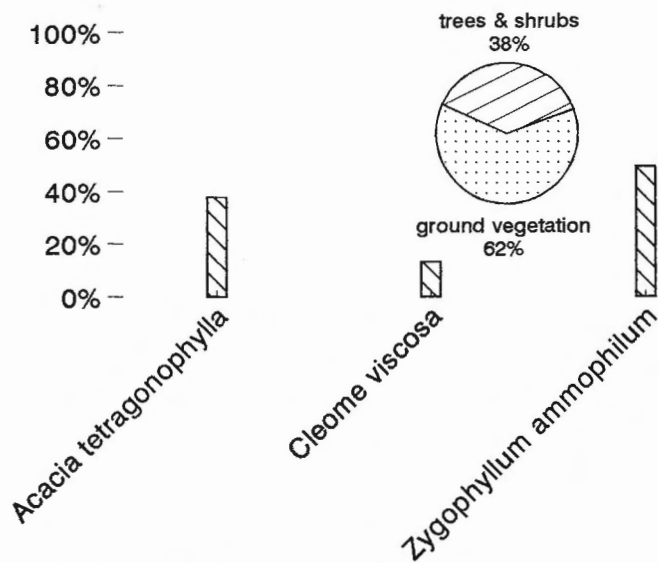 100%
80%
60%
40%
20%
0%
trees & shrubs
38%
ground vegetation
62%
Acacia tetragonophylla
Cleome viscosa
Zygophyllum ammophilum